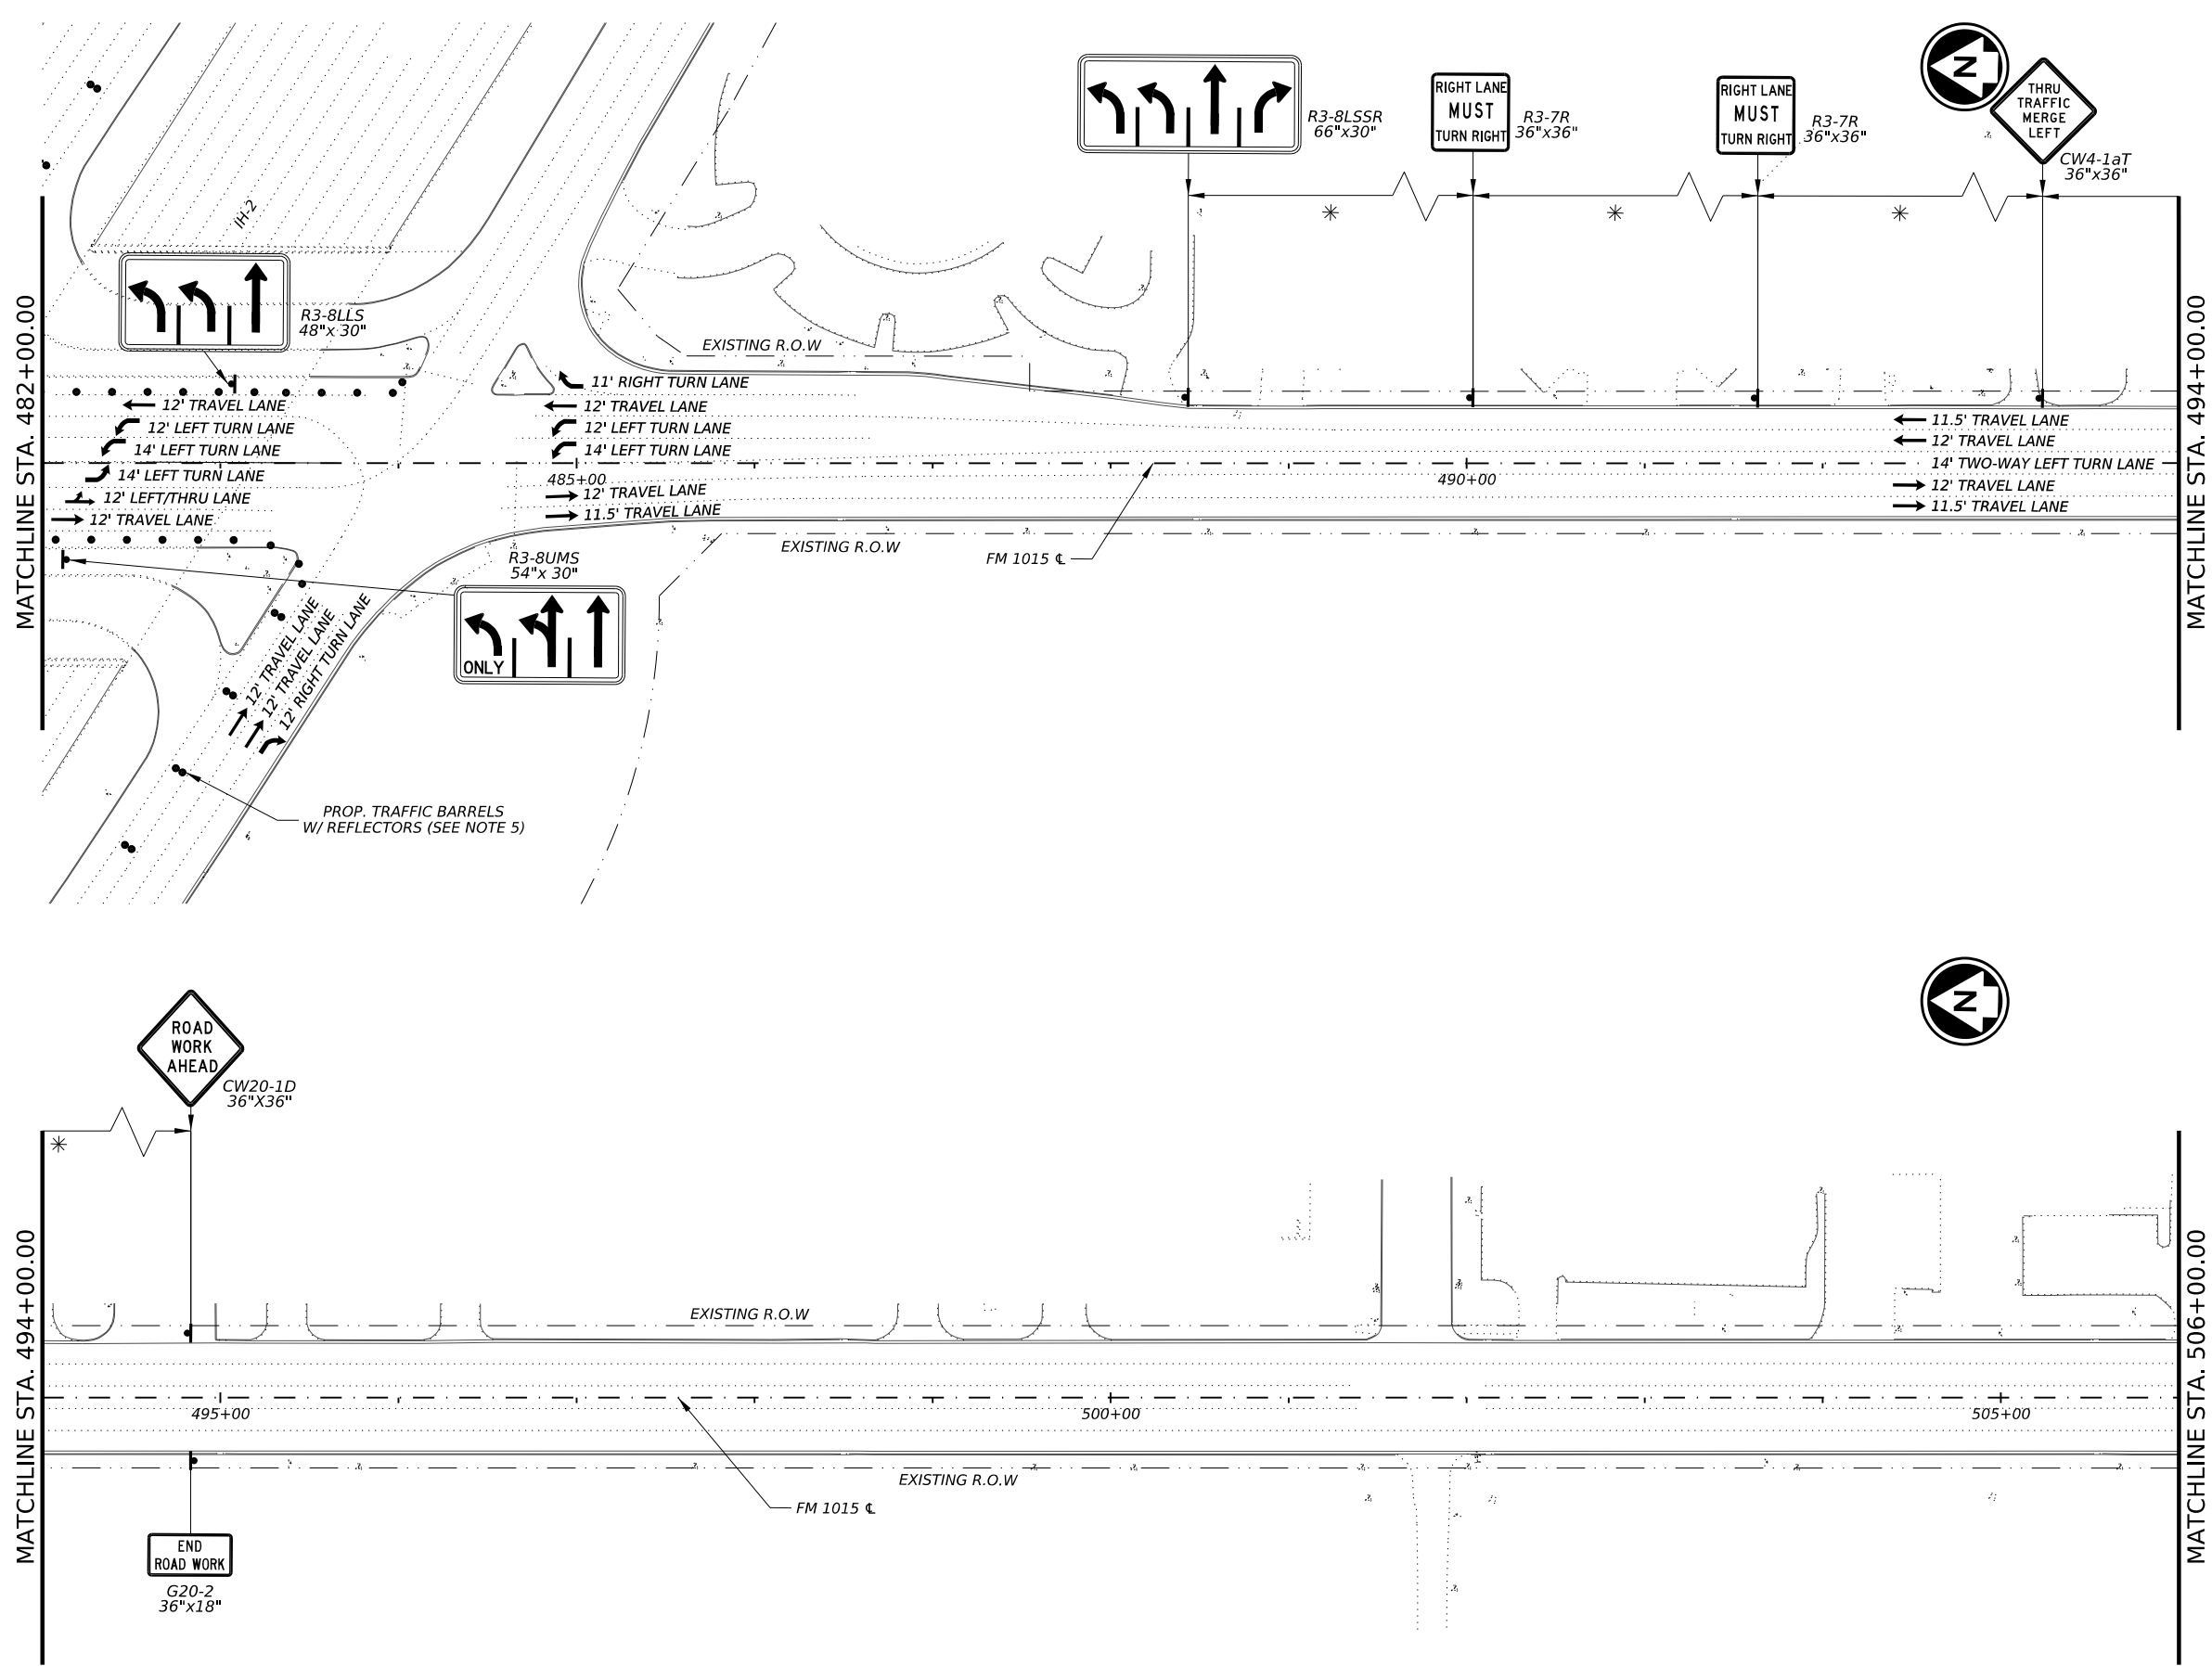 RIGHT LANE
MUST
TURN RIGHT
R3-8LSSR
66"x30"
R3-7R
36"x36"
RIGHT LANE
MUST
TURN RIGHT
R3-7R
36"x36"
N
THRU
TRAFFIC
MERGE
LEFT
CW4-1aT
36"x36"
IH-2
R3-8LLS
48"x 30"
MATCHLINE STA. 482+00.00
MATCHLINE STA. 494+00.00
EXISTING R.O.W
11' RIGHT TURN LANE
12' TRAVEL LANE
12' LEFT TURN LANE
14' LEFT TURN LANE
14' LEFT TURN LANE
12' LEFT/THRU LANE
12' TRAVEL LANE
12' TRAVEL LANE
12' LEFT TURN LANE
14' LEFT TURN LANE
485+00
12' TRAVEL LANE
11.5' TRAVEL LANE
490+00
11.5' TRAVEL LANE
12' TRAVEL LANE
14' TWO-WAY LEFT TURN LANE
12' TRAVEL LANE
11.5' TRAVEL LANE
EXISTING R.O.W
FM 1015 ℄
R3-8UMS
54"x 30"
ONLY
12' TRAVEL LANE
12' TRAVEL LANE
12' RIGHT TURN LANE
PROP. TRAFFIC BARRELS
W/ REFLECTORS (SEE NOTE 5)
N
ROAD
WORK
AHEAD
CW20-1D
36"X36"
MATCHLINE STA. 494+00.00
MATCHLINE STA. 506+00.00
EXISTING R.O.W
495+00
500+00
505+00
EXISTING R.O.W
FM 1015 ℄
END
ROAD WORK
G20-2
36"x18"